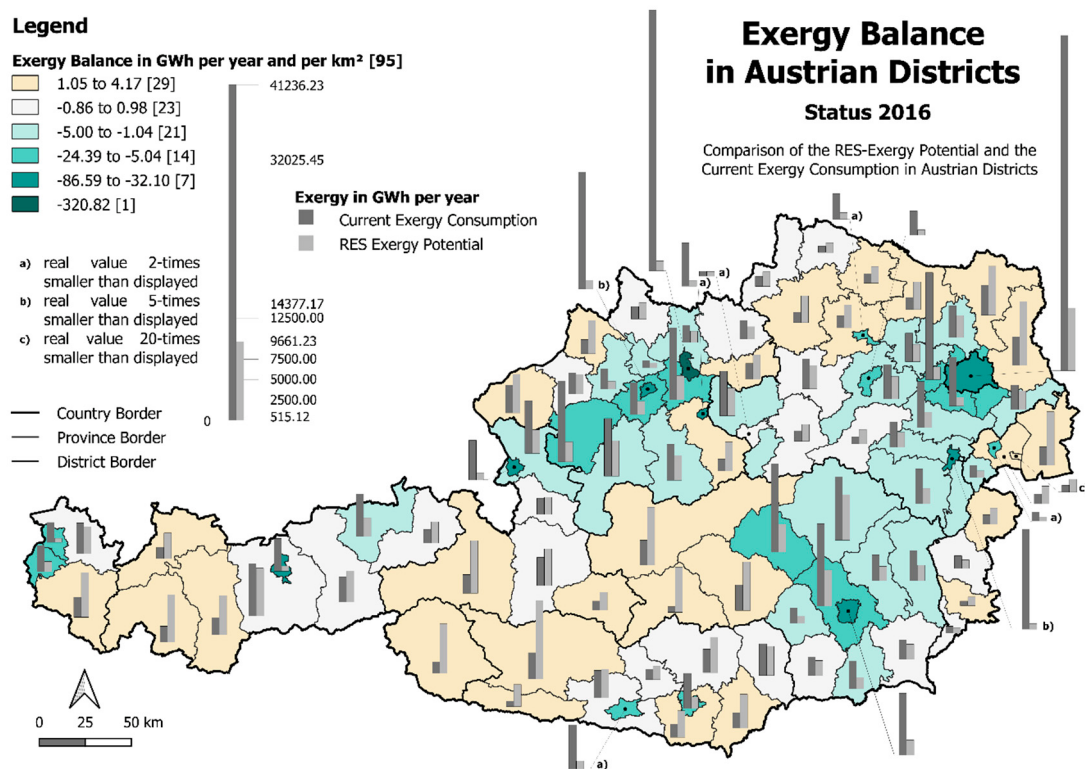 Legend
Exergy Balance in GWh per year and per km² [95]
1.05 to 4.17 [29]
-0.86 to 0.98 [23]
-5.00 to -1.04 [21]
-24.39 to -5.04 [14]
-86.59 to -32.10 [7]
-320.82 [1]
a) real value 2-times
smaller than displayed
b) real value 5-times
smaller than displayed
c) real value 20-times
smaller than displayed
Country Border
Province Border
District Border
41236.23
32025.45
14377.17
12500.00
9661.23
7500.00
5000.00
2500.00
515.12
0
Exergy in GWh per year
Current Exergy Consumption
RES Exergy Potential
Exergy Balance
in Austrian Districts
Status 2016
Comparison of the RES-Exergy Potential and the
Current Exergy Consumption in Austrian Districts
a)
a)
b)
a)
c)
a)
b)
a)
0 25 50 km